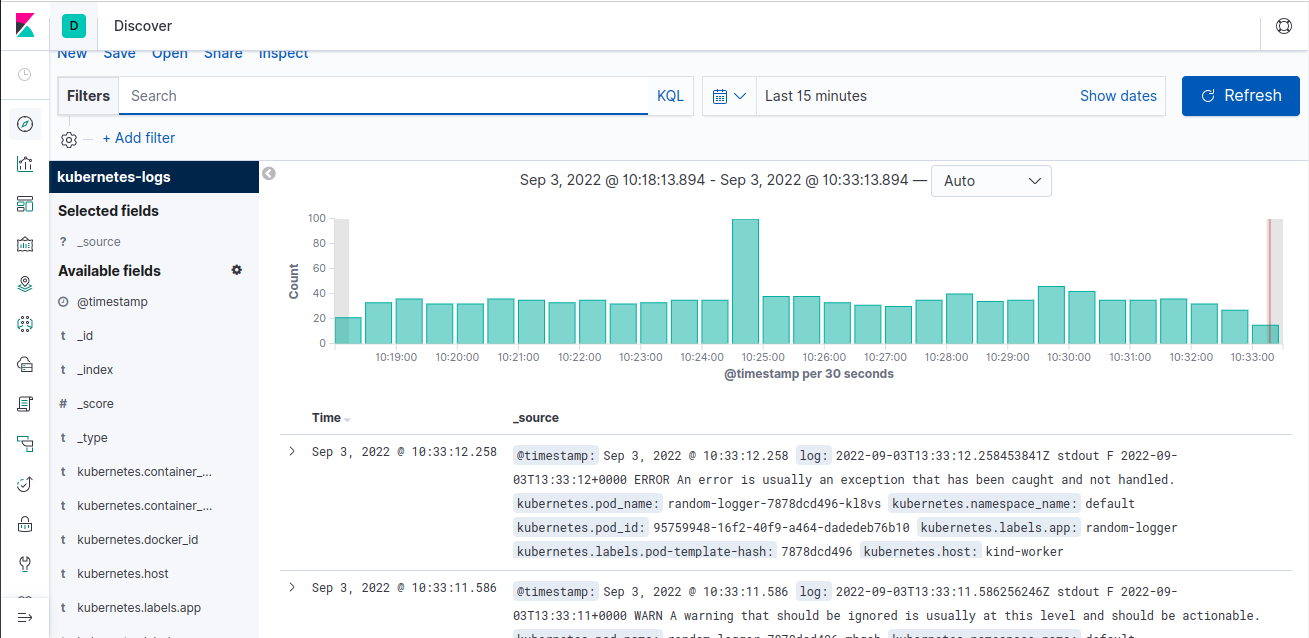 D Discover
New Save Open Share Inspect
Filters Search KQL Last 15 minutes Show dates Refresh
+ Add filter
kubernetes-logs
Selected fields
? _source
Available fields
@timestamp
t _id
t _index
# _score
t _type
t kubernetes.container_...
t kubernetes.container_...
t kubernetes.docker_id
t kubernetes.host
t kubernetes.labels.app
Sep 3, 2022 @ 10:18:13.894 - Sep 3, 2022 @ 10:33:13.894 — Auto
100
80
60
40
20
0
Count
10:19:00 10:20:00 10:21:00 10:22:00 10:23:00 10:24:00 10:25:00 10:26:00 10:27:00 10:28:00 10:29:00 10:30:00 10:31:00 10:32:00 10:33:00
@timestamp per 30 seconds
Time _source
Sep 3, 2022 @ 10:33:12.258 @timestamp: Sep 3, 2022 @ 10:33:12.258 log: 2022-09-03T13:33:12.258453841Z stdout F 2022-09-
03T13:33:12+0000 ERROR An error is usually an exception that has been caught and not handled.
kubernetes.pod_name: random-logger-7878dcd496-kl8vs kubernetes.namespace_name: default
kubernetes.pod_id: 95759948-16f2-40f9-a464-dadedeb76b10 kubernetes.labels.app: random-logger
kubernetes.labels.pod-template-hash: 7878dcd496 kubernetes.host: kind-worker
Sep 3, 2022 @ 10:33:11.586 @timestamp: Sep 3, 2022 @ 10:33:11.586 log: 2022-09-03T13:33:11.586256246Z stdout F 2022-09-
03T13:33:11+0000 WARN A warning that should be ignored is usually at this level and should be actionable.